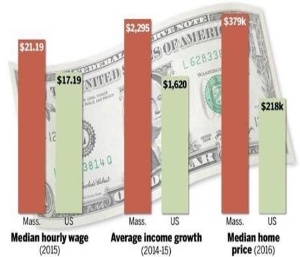 $21.19
$17.19
$2,295
$1,620
$379k
$218k
Mass.
US
Mass.
US
Mass.
US
Median hourly wage
(2015)
Average income growth
(2014-15)
Median home
price (2016)